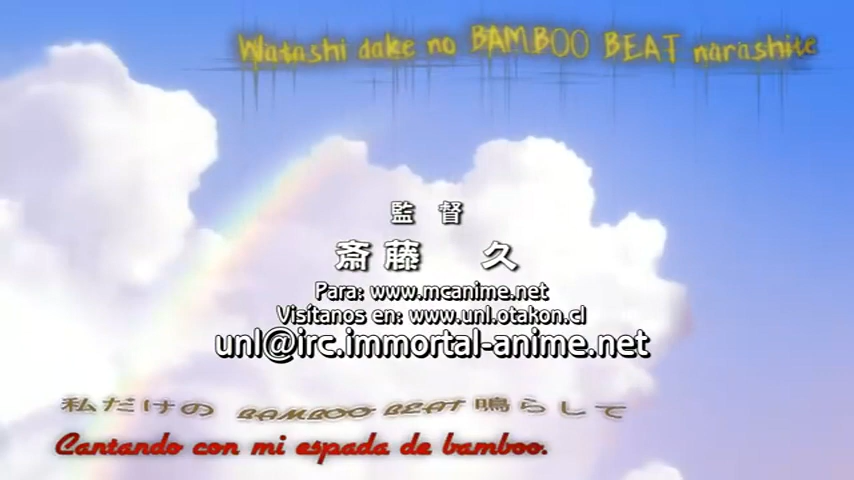 Watashi dake no BAMBOO BEAT narashite
監督
斎藤 久
Para: www.mcanime.net
Visítanos en: www.unl.otakon.cl
unl@irc.immortal-anime.net
私だけの BAMBOO BEAT 鳴らして
Cantando con mi espada de bamboo.